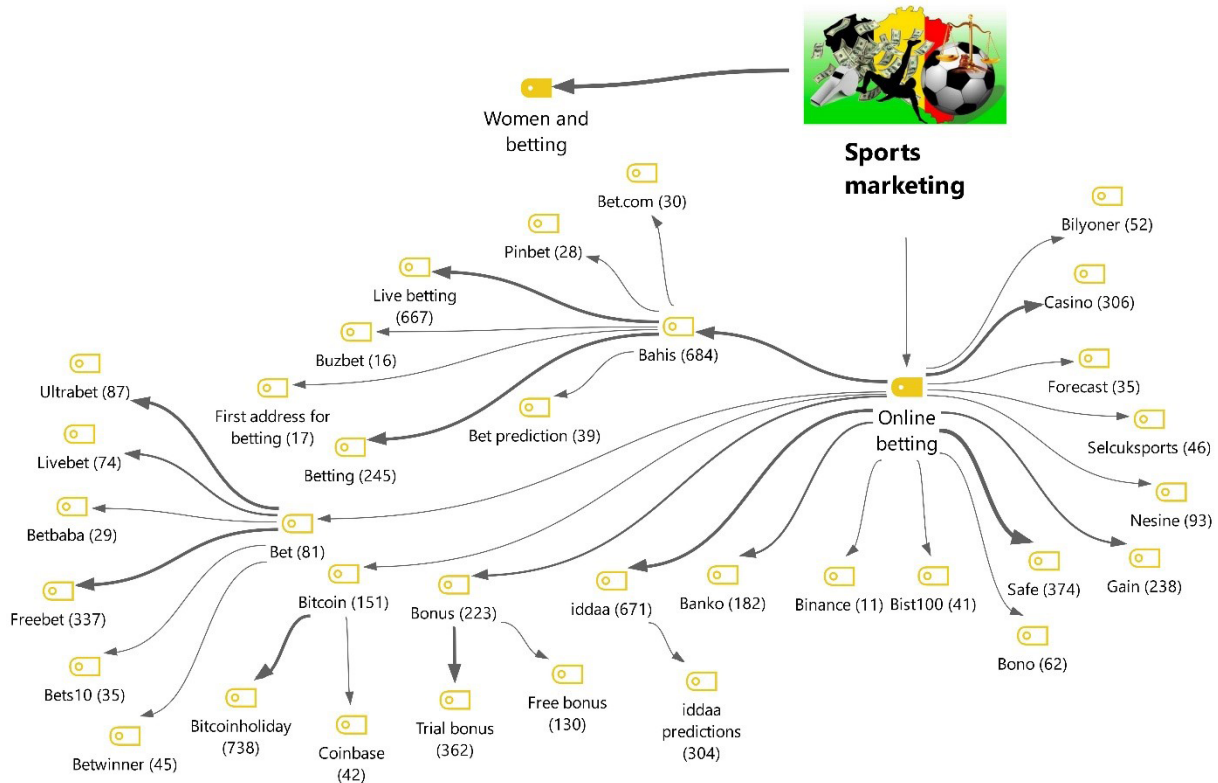 Women and
betting
Sports
marketing
Bet.com (30)
Pinbet (28)
Bilyoner (52)
Live betting
(667)
Casino (306)
Buzbet (16)
Bahis (684)
Ultrabet (87)
First address for
betting (17)
Bet prediction (39)
Online
betting
Forecast (35)
Livebet (74)
Betting (245)
Selcuksports (46)
Betbaba (29)
Bet (81)
Nesine (93)
Freebet (337)
Bitcoin (151)
Bonus (223)
iddaa (671)
Banko (182)
Binance (11)
Bist100 (41)
Safe (374)
Gain (238)
Bets10 (35)
Bono (62)
Betwinner (45)
Bitcoinholiday
(738)
Coinbase
(42)
Trial bonus
(362)
Free bonus
(130)
iddaa
predictions
(304)